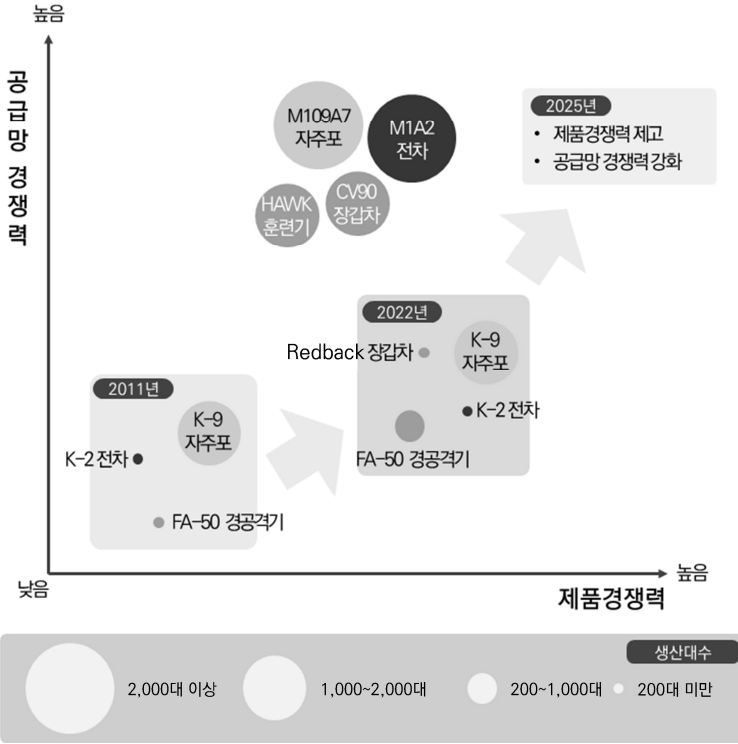 높음
공급망 경쟁력
M109A7
자주포
M1A2
전차
HAWK
훈련기
CV90
장갑차
2025년
• 제품경쟁력 제고
• 공급망 경쟁력 강화
2022년
Redback 장갑차
K-9
자주포
K-2 전차
FA-50 경공격기
2011년
K-9
자주포
K-2 전차
FA-50 경공격기
낮음
높음
제품경쟁력
생산대수
2,000대 이상
1,000~2,000대
200~1,000대
200대 미만